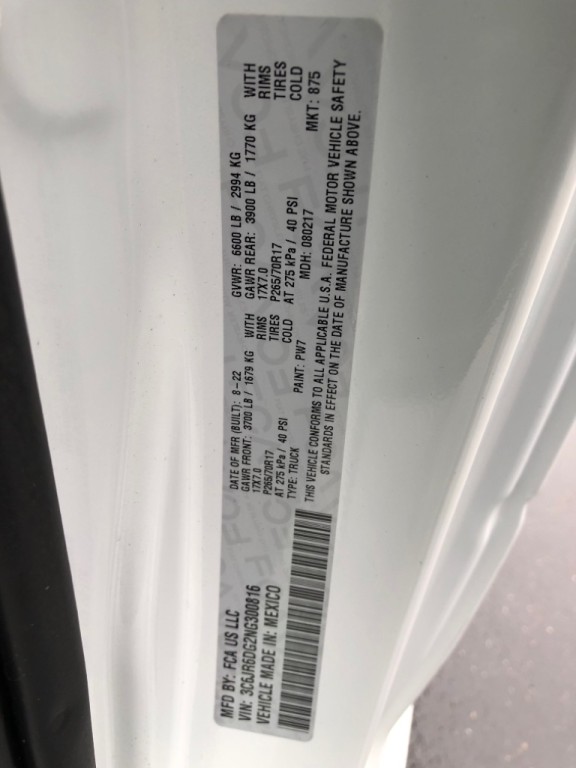 MFD BY: FCA US LLC
VIN: 3C6JR6DG2NG300816
VEHICLE MADE IN: MEXICO
DATE OF MFR (BUILT): 8-22 GVWR: 6600 LB / 2994 KG
GAWR FRONT: 3700 LB / 1679 KG WITH GAWR REAR: 3900 LB / 1770 KG WITH
17X7.0 RIMS 17X7.0 RIMS
P265/70R17 TIRES P265/70R17 TIRES
AT 275 kPa / 40 PSI COLD AT 275 kPa / 40 PSI COLD
TYPE: TRUCK PAINT: PW7 MDH: 080217 MKT: 875
THIS VEHICLE CONFORMS TO ALL APPLICABLE U.S.A. FEDERAL MOTOR VEHICLE SAFETY
STANDARDS IN EFFECT ON THE DATE OF MANUFACTURE SHOWN ABOVE.